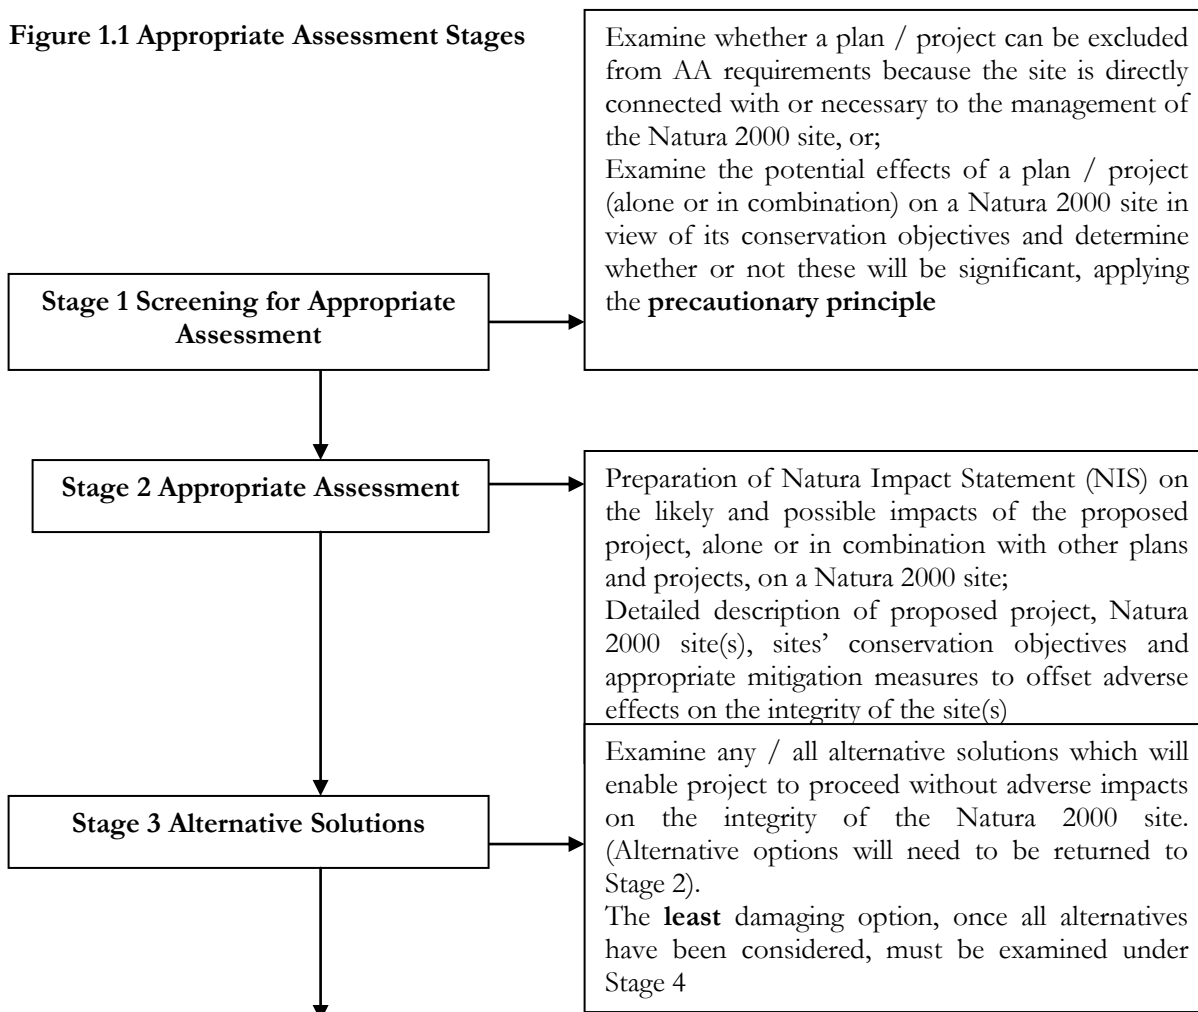 Figure 1.1 Appropriate Assessment Stages
Examine whether a plan / project can be excluded
from AA requirements because the site is directly
connected with or necessary to the management of
the Natura 2000 site, or;
Examine the potential effects of a plan / project
(alone or in combination) on a Natura 2000 site in
view of its conservation objectives and determine
whether or not these will be significant, applying
the precautionary principle
Stage 1 Screening for Appropriate
Assessment
Stage 2 Appropriate Assessment
Preparation of Natura Impact Statement (NIS) on
the likely and possible impacts of the proposed
project, alone or in combination with other plans
and projects, on a Natura 2000 site;
Detailed description of proposed project, Natura
2000 site(s), sites’ conservation objectives and
appropriate mitigation measures to offset adverse
effects on the integrity of the site(s)
Stage 3 Alternative Solutions
Examine any / all alternative solutions which will
enable project to proceed without adverse impacts
on the integrity of the Natura 2000 site.
(Alternative options will need to be returned to
Stage 2).
The least damaging option, once all alternatives
have been considered, must be examined under
Stage 4